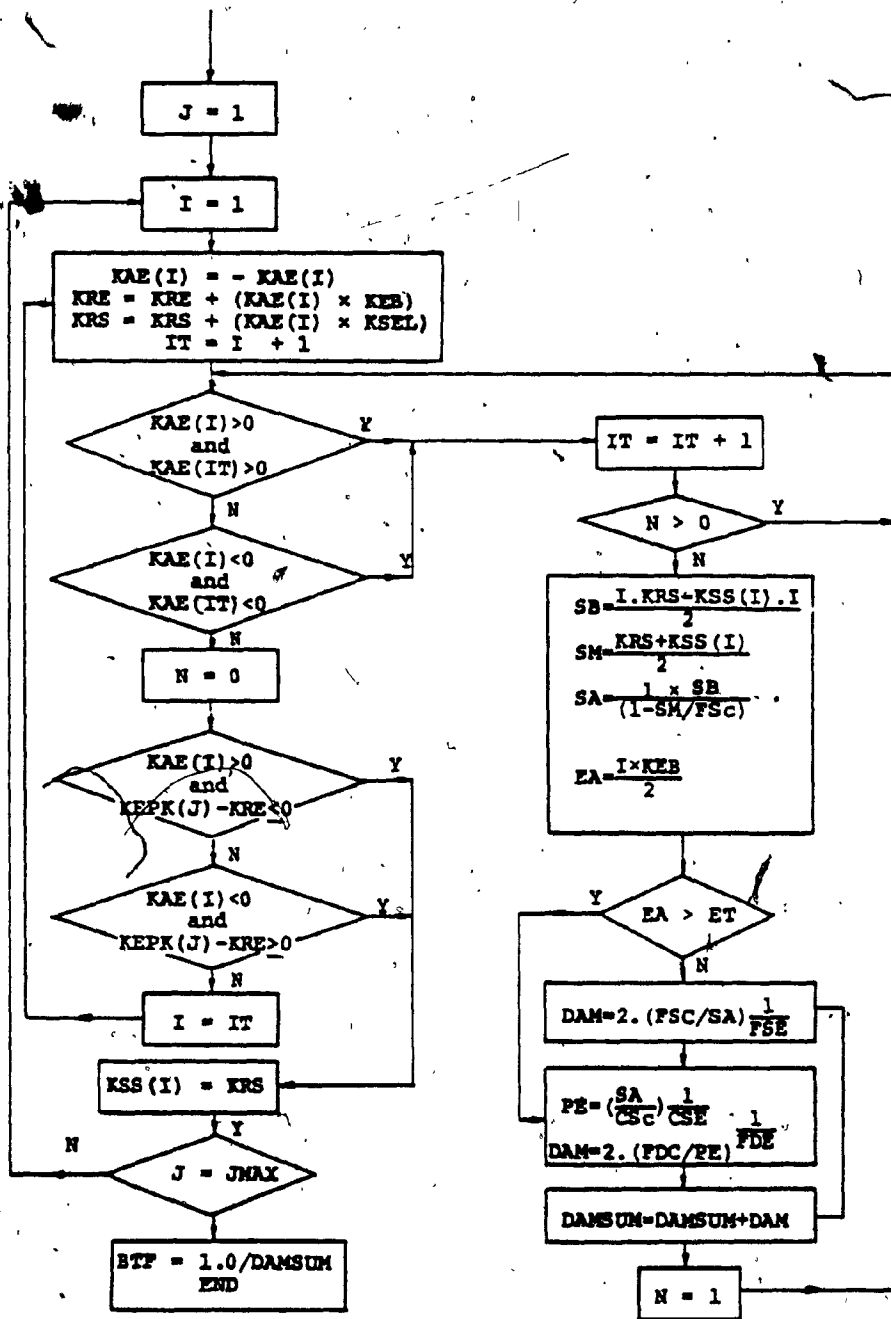 J = 1
I = 1
KAE(I) = - KAE(I)
KRE = KRE + (KAE(I) × KEB)
KRS = KRS + (KAE(I) × KSEL)
IT = I + 1
KAE(I)>0
and
KAE(IT)>0
Y
N
KAE(I)<0
and
KAE(IT)<0
Y
N
N = 0
KAE(I)>0
and
KEPK(J)-KRE<0
Y
N
KAE(I)<0
and
KEPK(J)-KRE>0
Y
N
I = IT
KSS(I) = KRS
Y
N
J = JMAX
BTF = 1.0/DAMSUM
END
IT = IT + 1
N > 0
Y
N
SB=I.KRS-KSS(I).I
2
SM=KRS+KSS(I)
2
SA=1 × SB
(1-SM/FSc)
EA=I×KEB
2
Y
EA > ET
N
DAM=2.(FSC/SA) 1
FSE
PE=(SA/CSc) 1/CSE
DAM=2.(FDC/PE) 1/FDE
DAMSUM=DAMSUM+DAM
N = 1